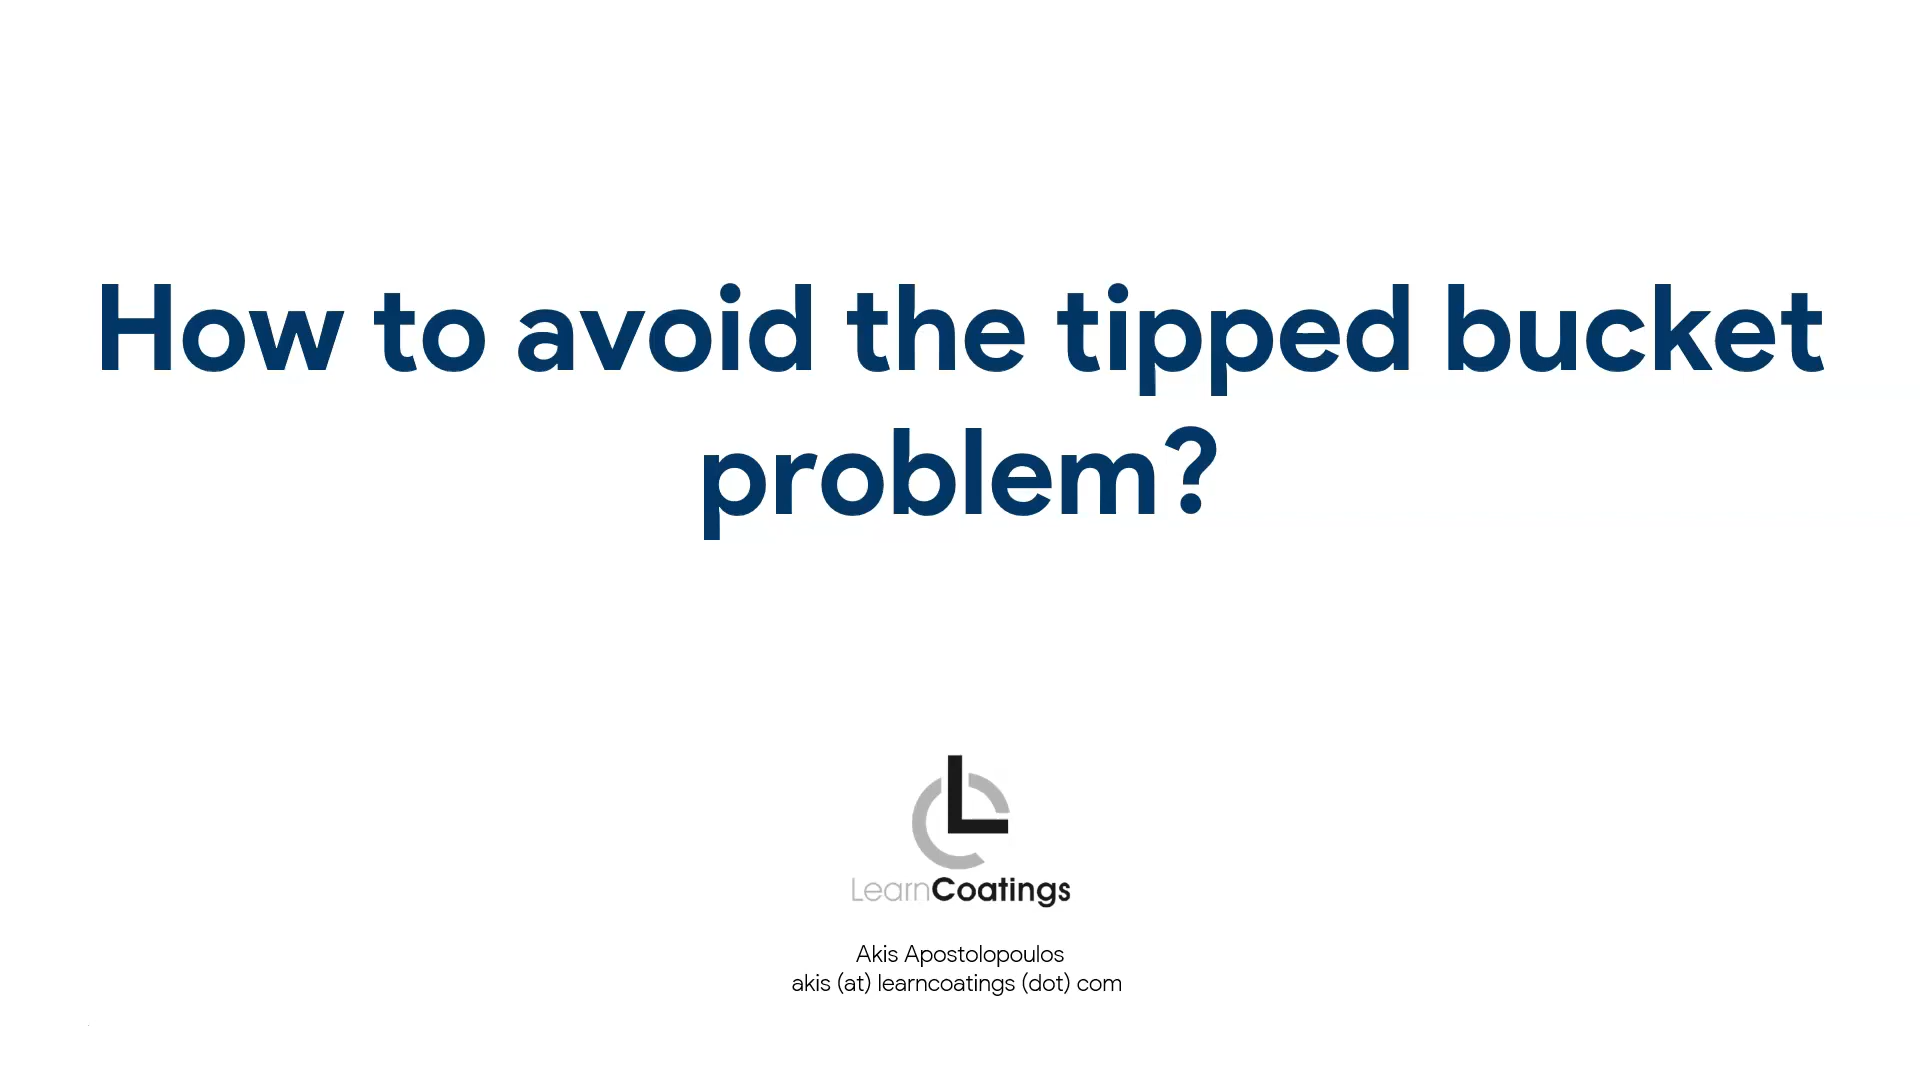 How to avoid the tipped bucket
problem?
L
LearnCoatings
Akis Apostolopoulos
akis (at) learncoatings (dot) com